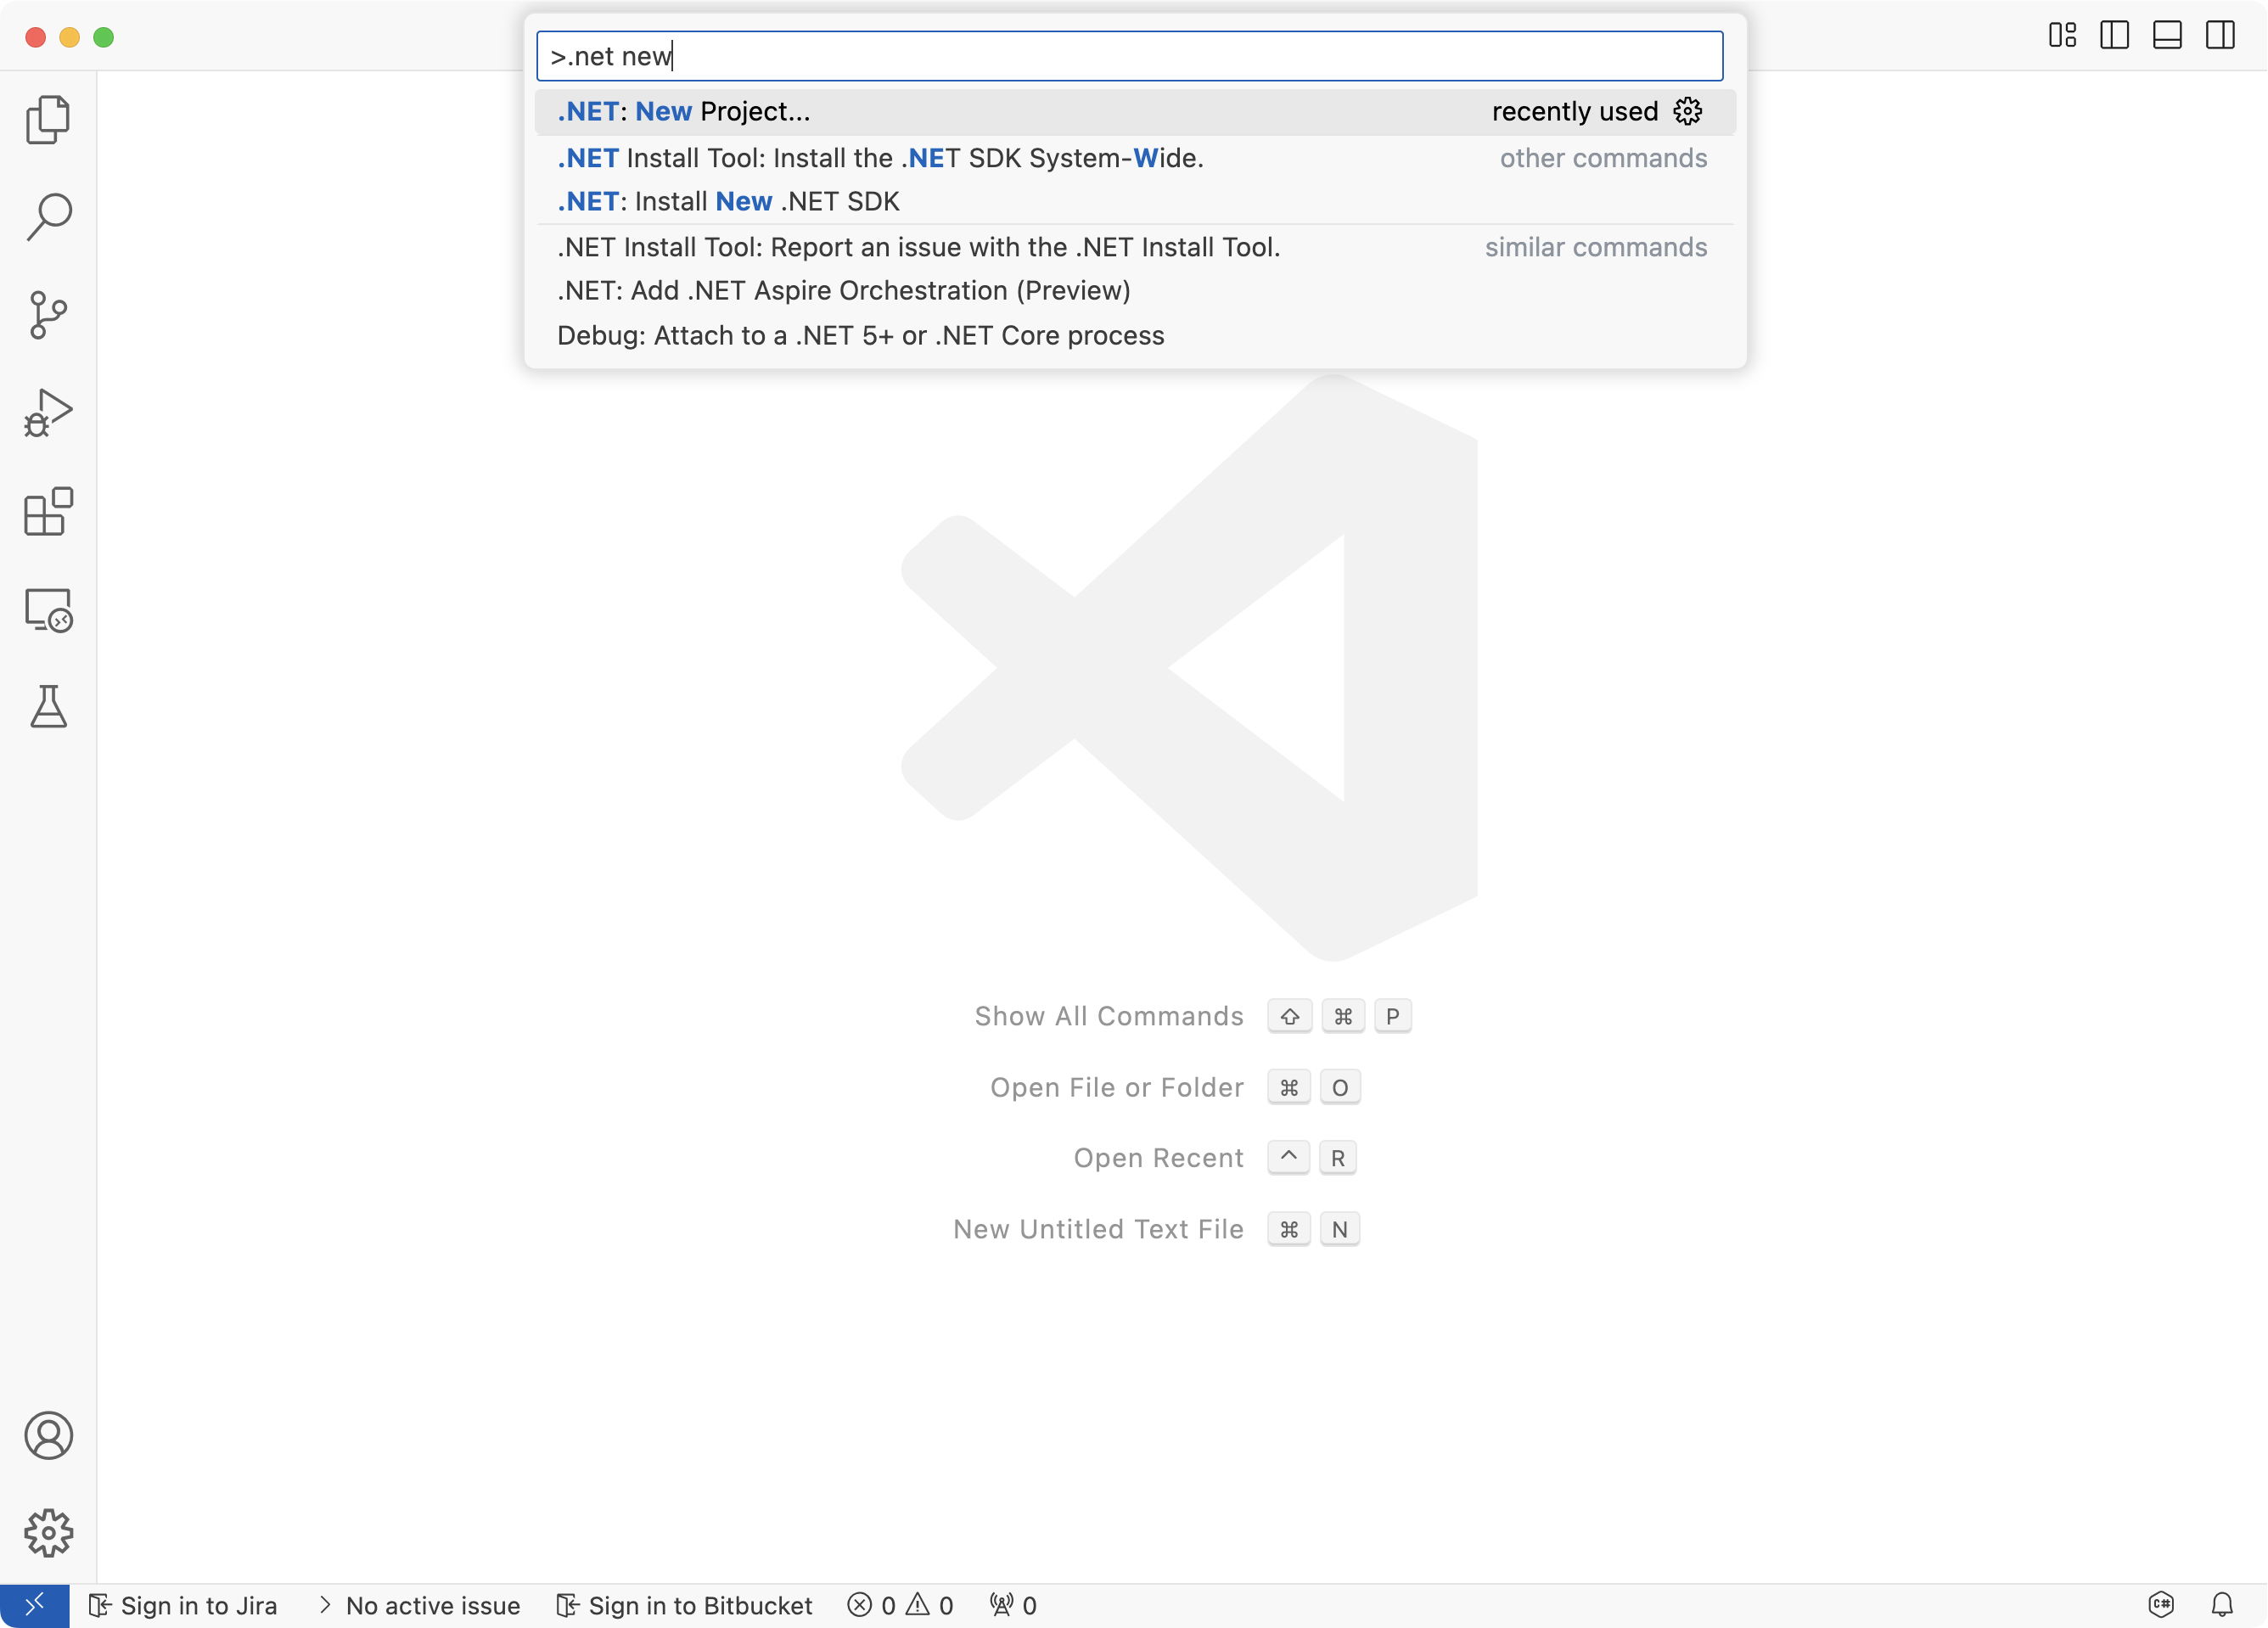 >.net new
.NET: New Project... recently used
.NET Install Tool: Install the .NET SDK System-Wide. other commands
.NET: Install New .NET SDK
.NET Install Tool: Report an issue with the .NET Install Tool. similar commands
.NET: Add .NET Aspire Orchestration (Preview)
Debug: Attach to a .NET 5+ or .NET Core process
Show All Commands ⇧ ⌘ P
Open File or Folder ⌘ O
Open Recent ^ R
New Untitled Text File ⌘ N
Sign in to Jira > No active issue Sign in to Bitbucket 0 0 0 C#